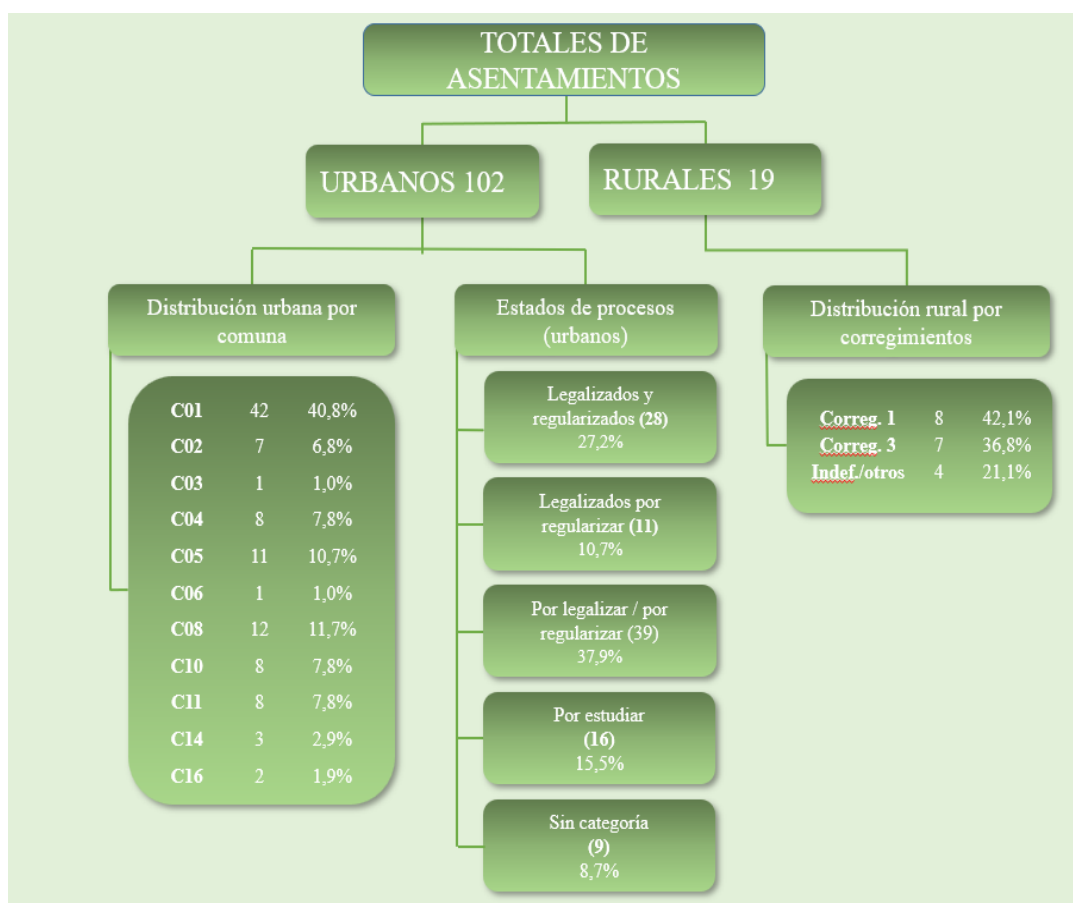 TOTALES DE
ASENTAMIENTOS
URBANOS 102
RURALES 19
Distribución urbana por
comuna
C01 42 40,8%
C02 7 6,8%
C03 1 1,0%
C04 8 7,8%
C05 11 10,7%
C06 1 1,0%
C08 12 11,7%
C10 8 7,8%
C11 8 7,8%
C14 3 2,9%
C16 2 1,9%
Estados de procesos
(urbanos)
Legalizados y
regularizados (28)
27,2%
Legalizados por
regularizar (11)
10,7%
Por legalizar / por
regularizar (39)
37,9%
Por estudiar
(16)
15,5%
Sin categoría
(9)
8,7%
Distribución rural por
corregimientos
Correg. 1 8 42,1%
Correg. 3 7 36,8%
Indef./otros 4 21,1%